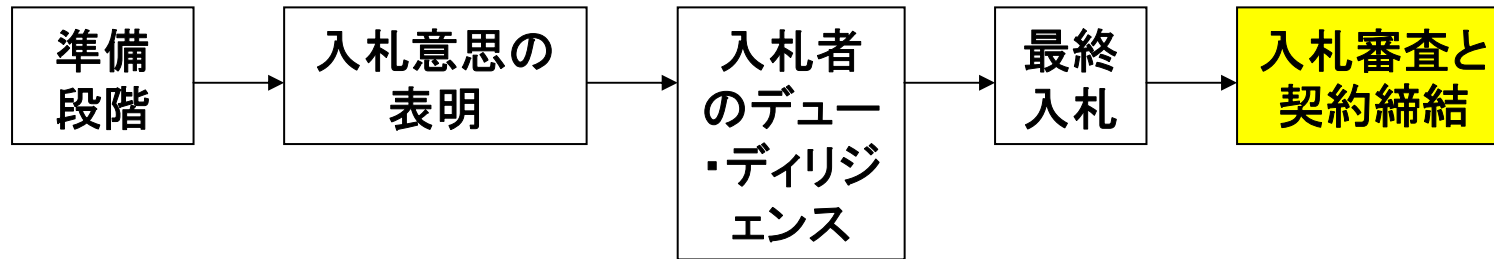 準備
段階
入札意思の
表明
入札者
のデュー
・ディリジ
ェンス
最終
入札
入札審査と
契約締結